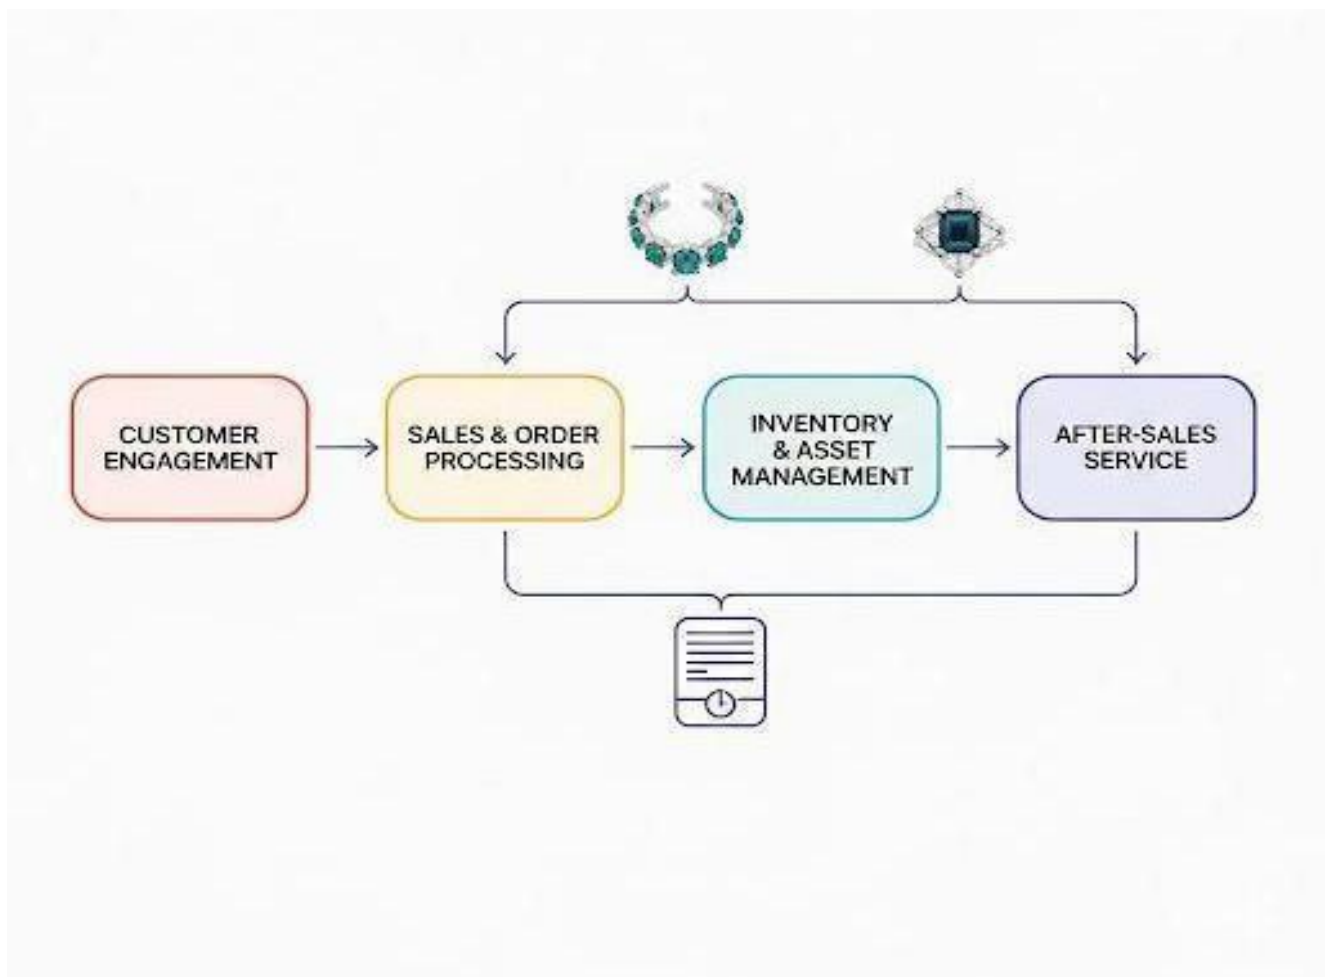 CUSTOMER
ENGAGEMENT
SALES & ORDER
PROCESSING
INVENTORY
& ASSET
MANAGEMENT
AFTER-SALES
SERVICE